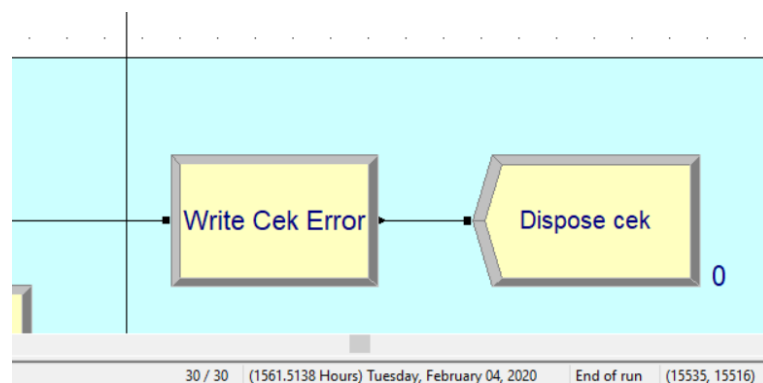 Write Cek Error
Dispose cek
0
30 / 30 (1561.5138 Hours) Tuesday, February 04, 2020 End of run (15535, 15516)